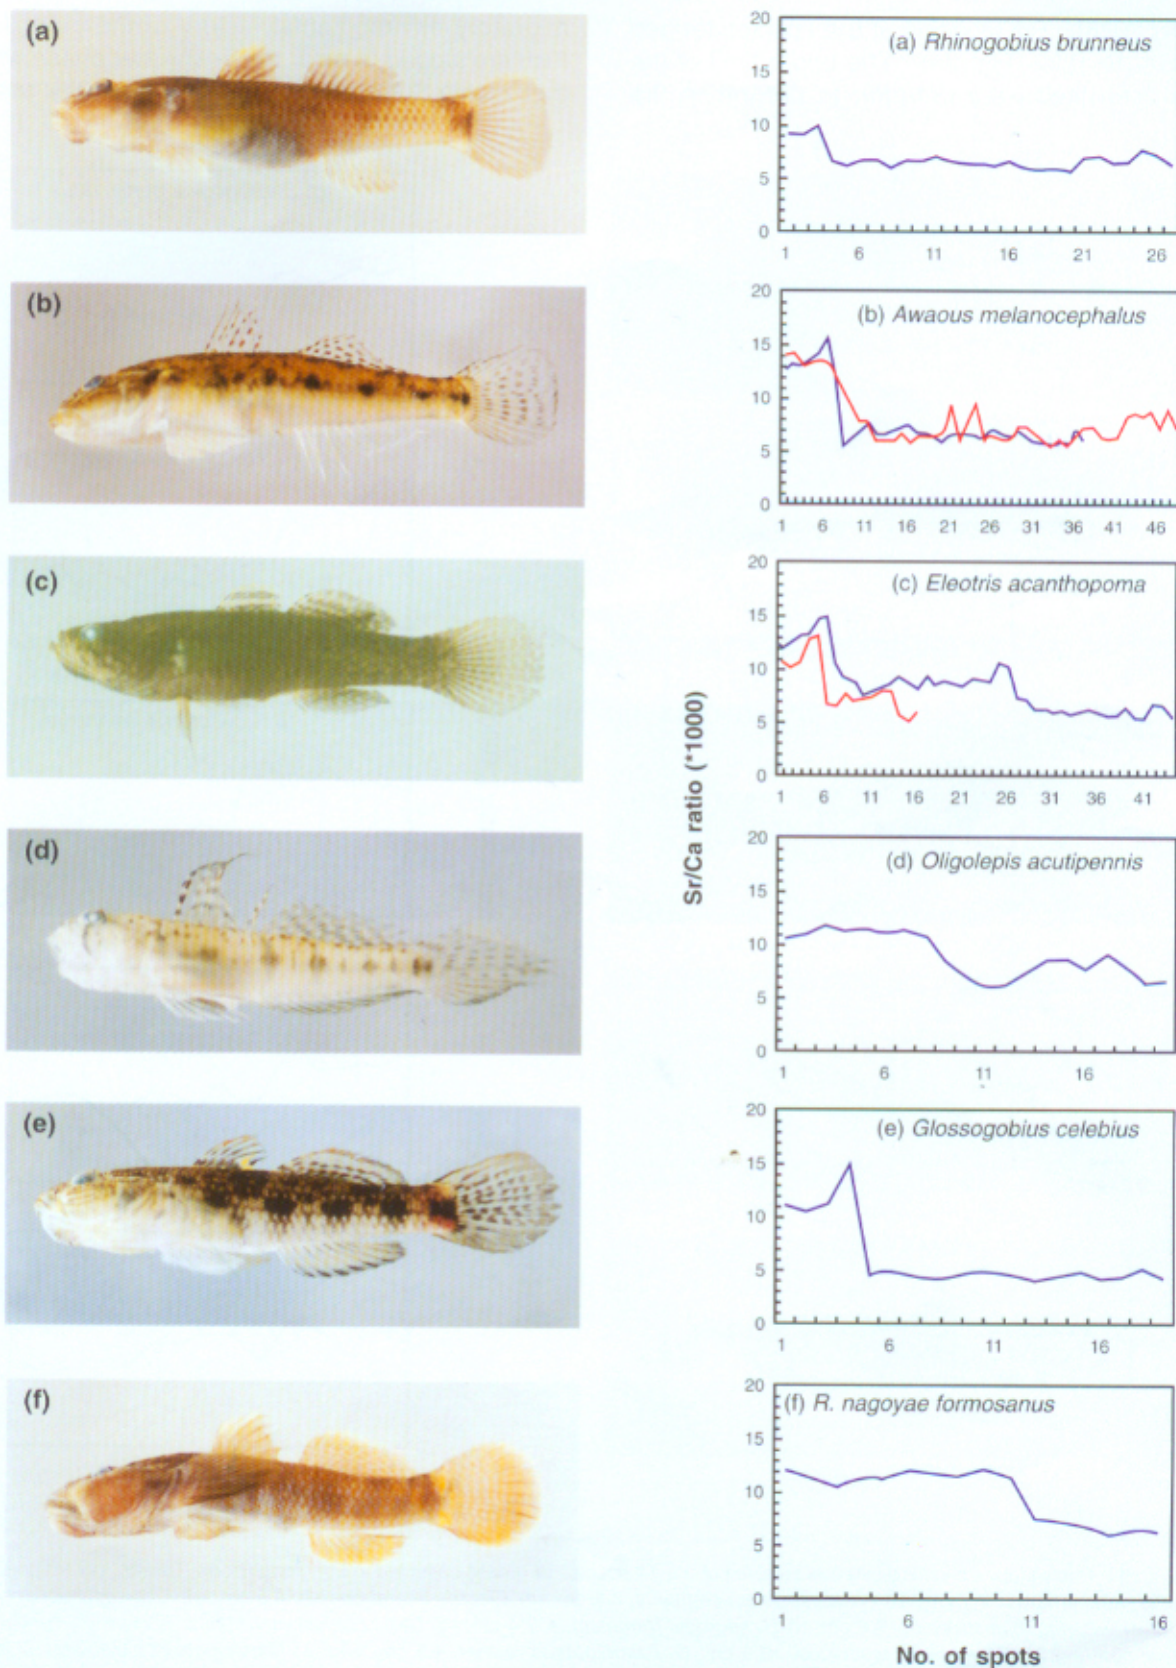 (a)
(b)
(c)
(d)
(e)
(f)
Sr/Ca ratio (*1000)
(a) Rhinogobius brunneus
20
15
10
5
0
1 6 11 16 21 26
(b) Awaous melanocephalus
20
15
10
5
0
1 6 11 16 21 26 31 36 41 46
(c) Eleotris acanthopoma
20
15
10
5
0
1 6 11 16 21 26 31 36 41
(d) Oligolepis acutipennis
20
15
10
5
0
1 6 11 16
(e) Glossogobius celebius
20
15
10
5
0
1 6 11 16
(f) R. nagoyae formosanus
20
15
10
5
0
1 6 11 16
No. of spots